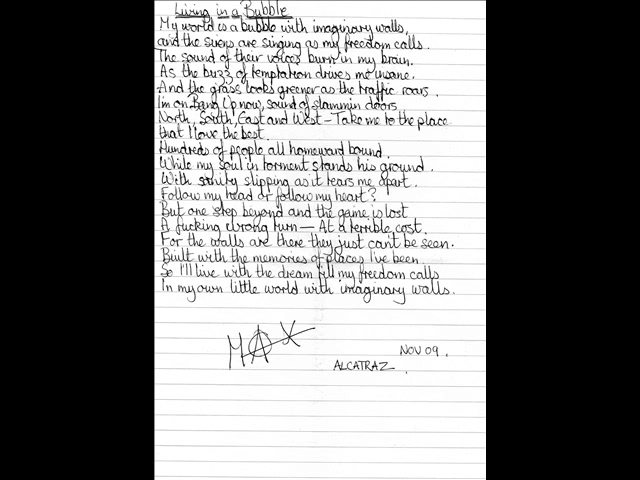 Living in a Bubble
My world is a bubble with imaginary walls,
and the sirens are singing as my freedom calls.
The sound of their voices burn in my brain.
As the buzz of temptation drives me insane.
And the grass looks greener as the traffic roars.
I'm on Bang Up now, sound of slammin doors
North, South, East and West - Take me to the place
that I love the best.
Hundreds of people all homeward bound.
While my soul in torment stands his ground.
With sanity slipping as it tears me apart.
Follow my head or follow my heart?
But one step beyond and the game is lost
A fucking wrong turn — At a terrible cost.
For the walls are there they just can't be seen.
Built with the memories of places I've been.
So I'll live with the dream till my freedom calls
In my own little world with imaginary walls.
MAX
NOV 09.
ALCATRAZ